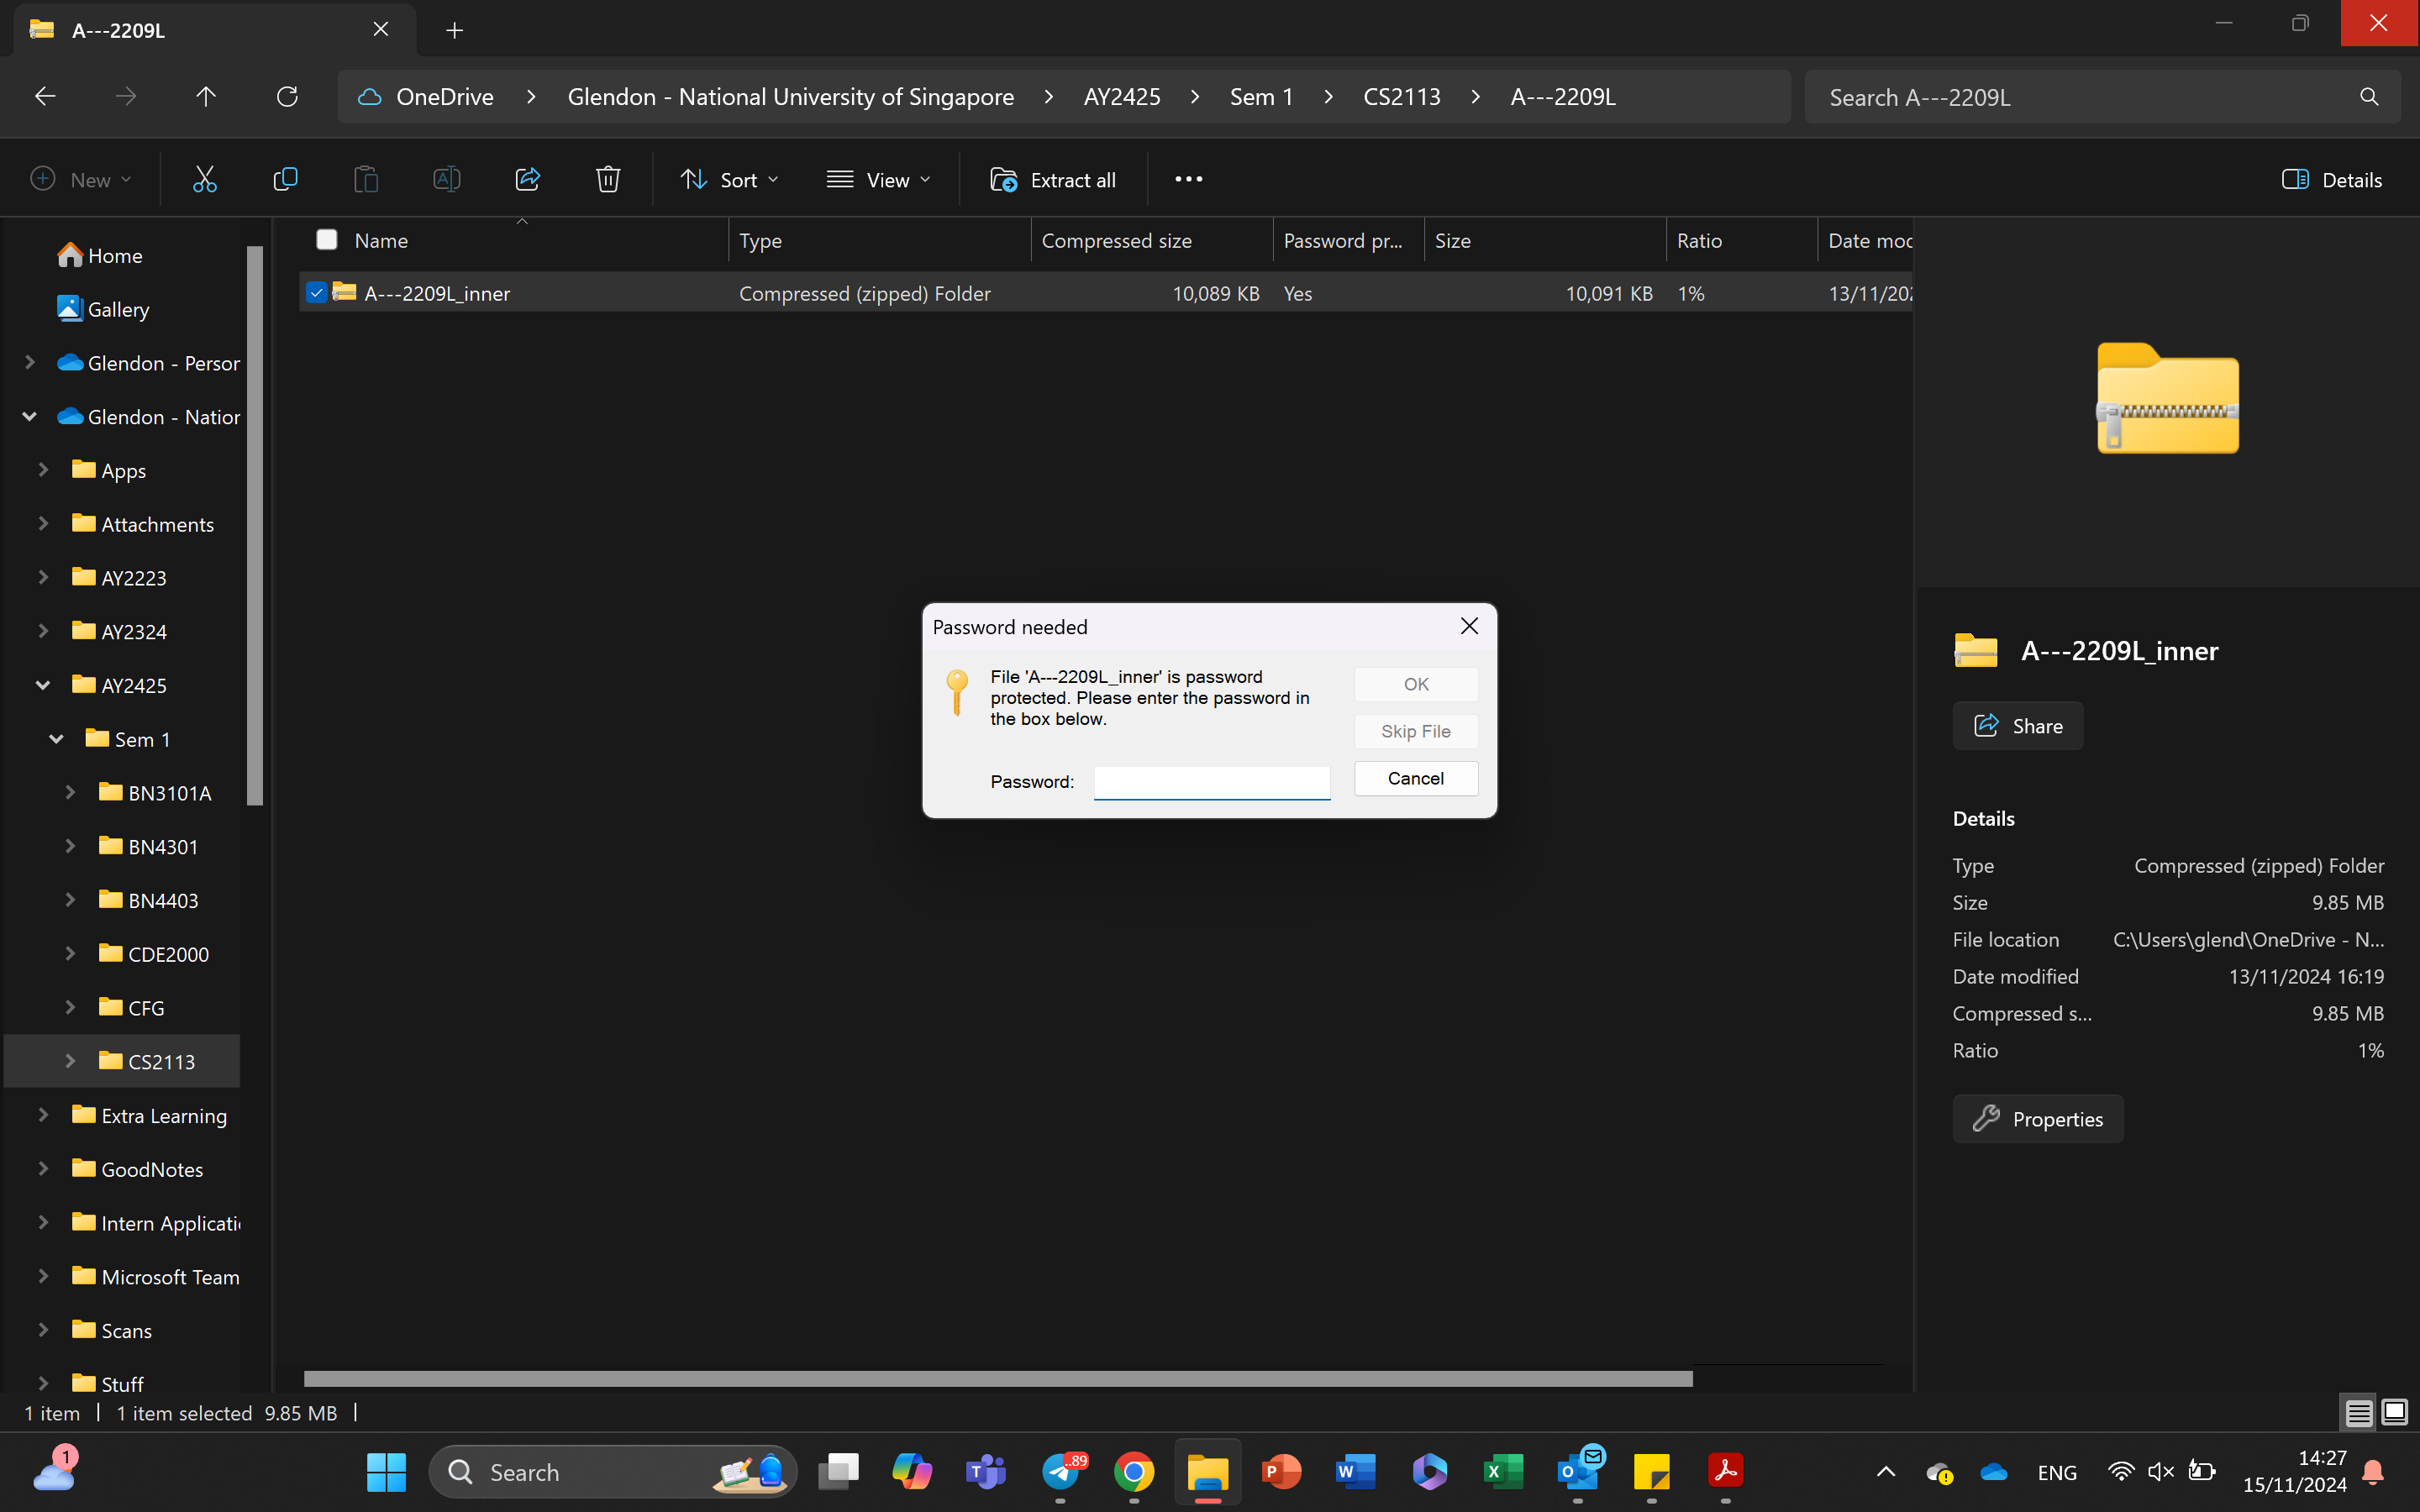 A---2209L
OneDrive > Glendon - National University of Singapore > AY2425 > Sem 1 > CS2113 > A---2209L
Search A---2209L
New
Sort
View
Extract all
Details
Name Type Compressed size Password pr... Size Ratio Date mod
A---2209L_inner Compressed (zipped) Folder 10,089 KB Yes 10,091 KB 1% 13/11/202
Home
Gallery
Glendon - Person
Glendon - Nation
Apps
Attachments
AY2223
AY2324
AY2425
Sem 1
BN3101A
BN4301
BN4403
CDE2000
CFG
CS2113
Extra Learning
GoodNotes
Intern Applicatio
Microsoft Team
Scans
Stuff
Password needed
File 'A---2209L_inner' is password
protected. Please enter the password in
the box below.
Password:
OK
Skip File
Cancel
A---2209L_inner
Share
Details
Type Compressed (zipped) Folder
Size 9.85 MB
File location C:\Users\glend\OneDrive - N...
Date modified 13/11/2024 16:19
Compressed s... 9.85 MB
Ratio 1%
Properties
1 item | 1 item selected 9.85 MB |
1
Search
..89
ENG
14:27
15/11/2024